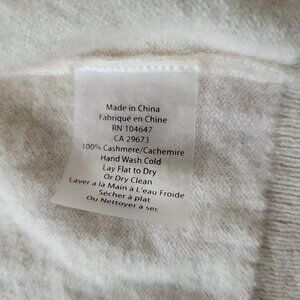 Made in China
Fabriqué en Chine
RN 104647
CA 29673
100% Cashmere/Cachemire
Hand Wash Cold
Lay Flat to Dry
Or Dry Clean
Laver a la Main à L'eau Froide
Sécher à plat
Ou Nettoyer à sec